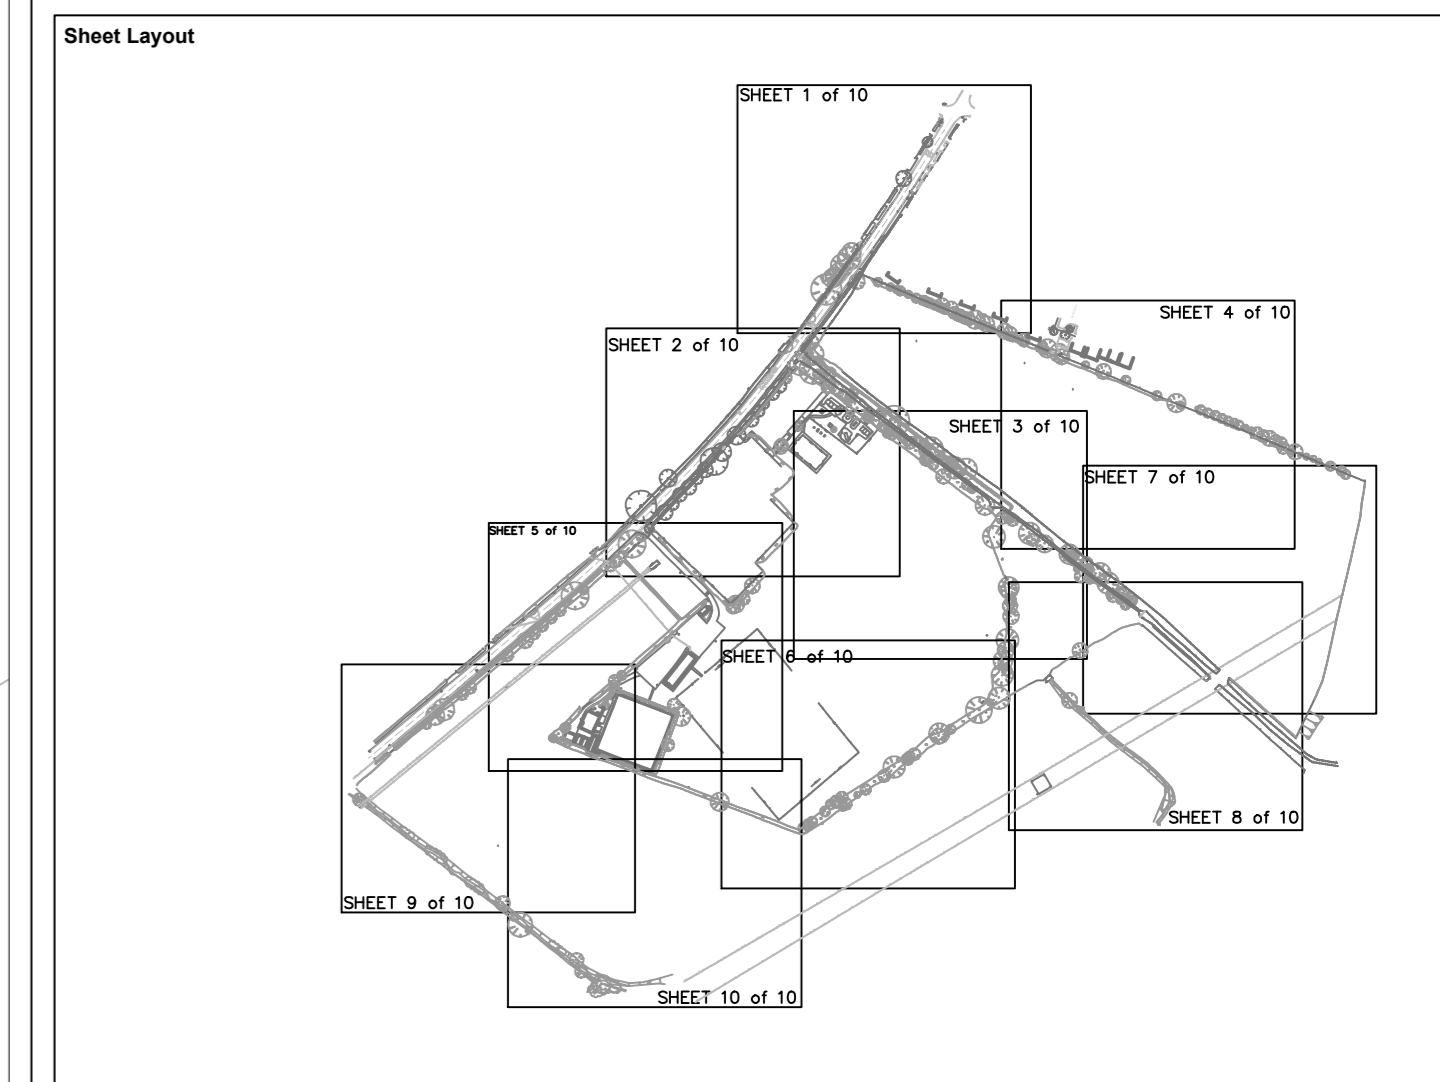 Sheet Layout
SHEET 1 of 10
SHEET 4 of 10
SHEET 2 of 10
SHEET 3 of 10
SHEET 7 of 10
SHEET 5 of 10
SHEET 6 of 10
SHEET 8 of 10
SHEET 9 of 10
SHEET 10 of 10